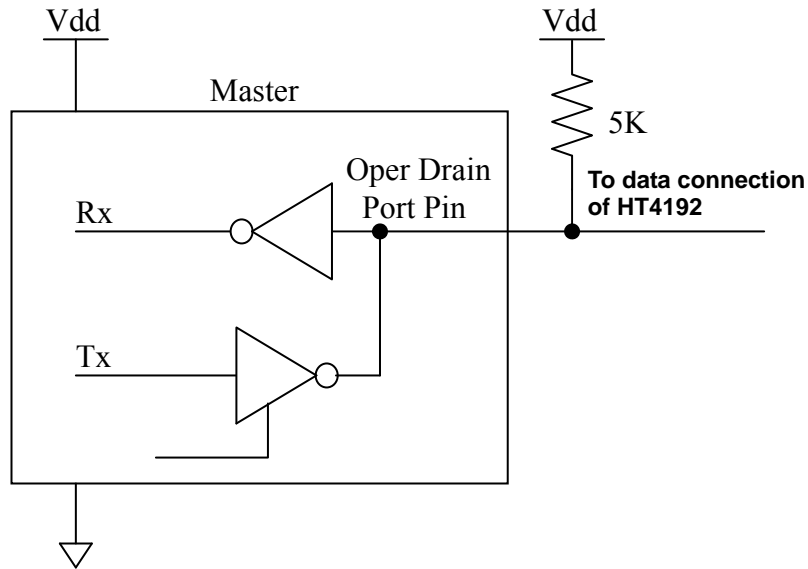 Vdd
Vdd
Master
5K
Oper Drain
Port Pin
To data connection
of HT4192
Rx
Tx